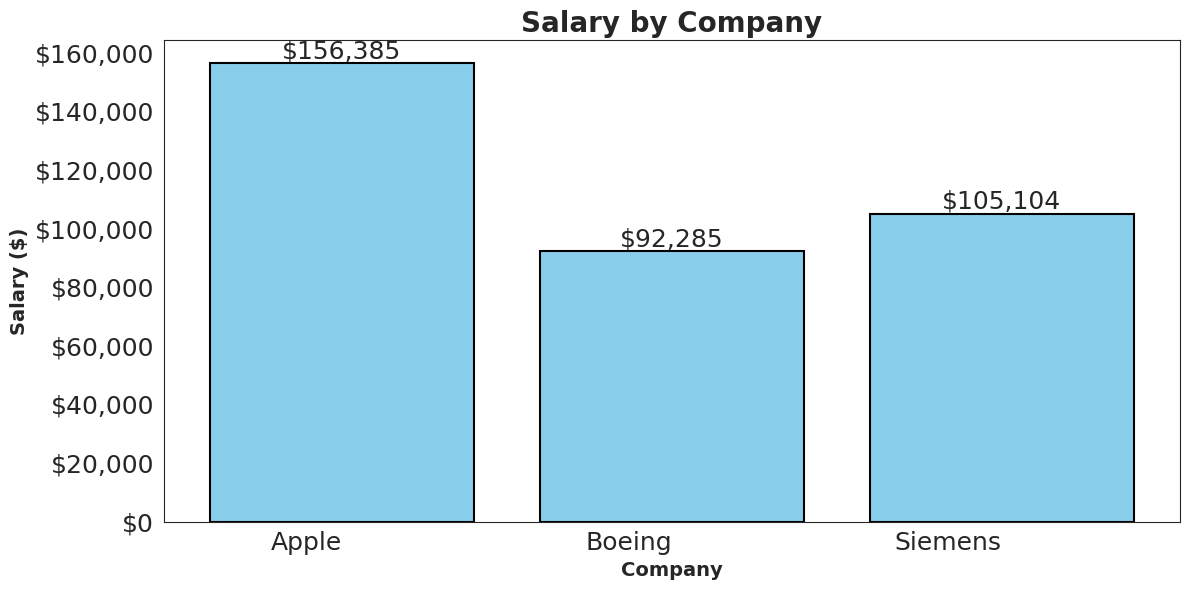 Salary by Company
$160,000
$140,000
$120,000
$100,000
$80,000
$60,000
$40,000
$20,000
$0
Salary ($)
$156,385
$92,285
$105,104
Apple
Boeing
Siemens
Company